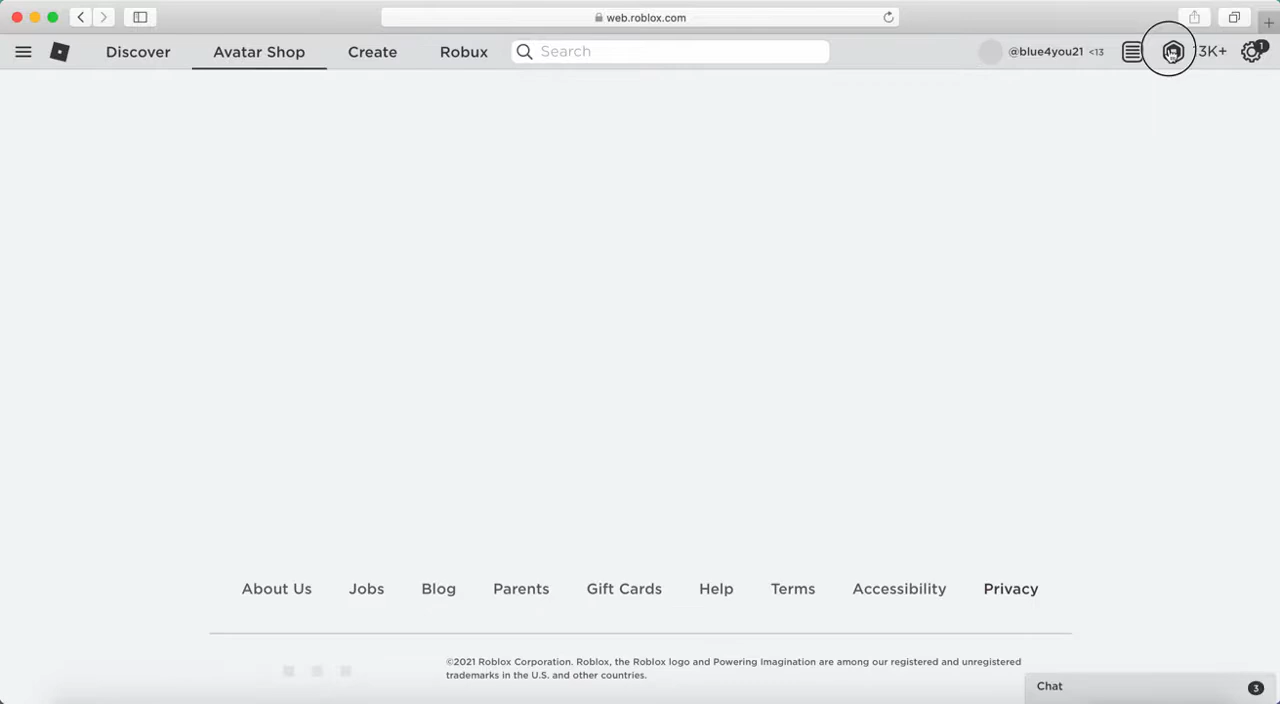 web.roblox.com
Discover Avatar Shop Create Robux Search @blue4you21 <13 3K+ 1
About Us Jobs Blog Parents Gift Cards Help Terms Accessibility Privacy
©2021 Roblox Corporation. Roblox, the Roblox logo and Powering Imagination are among our registered and unregistered
trademarks in the U.S. and other countries.
Chat 3